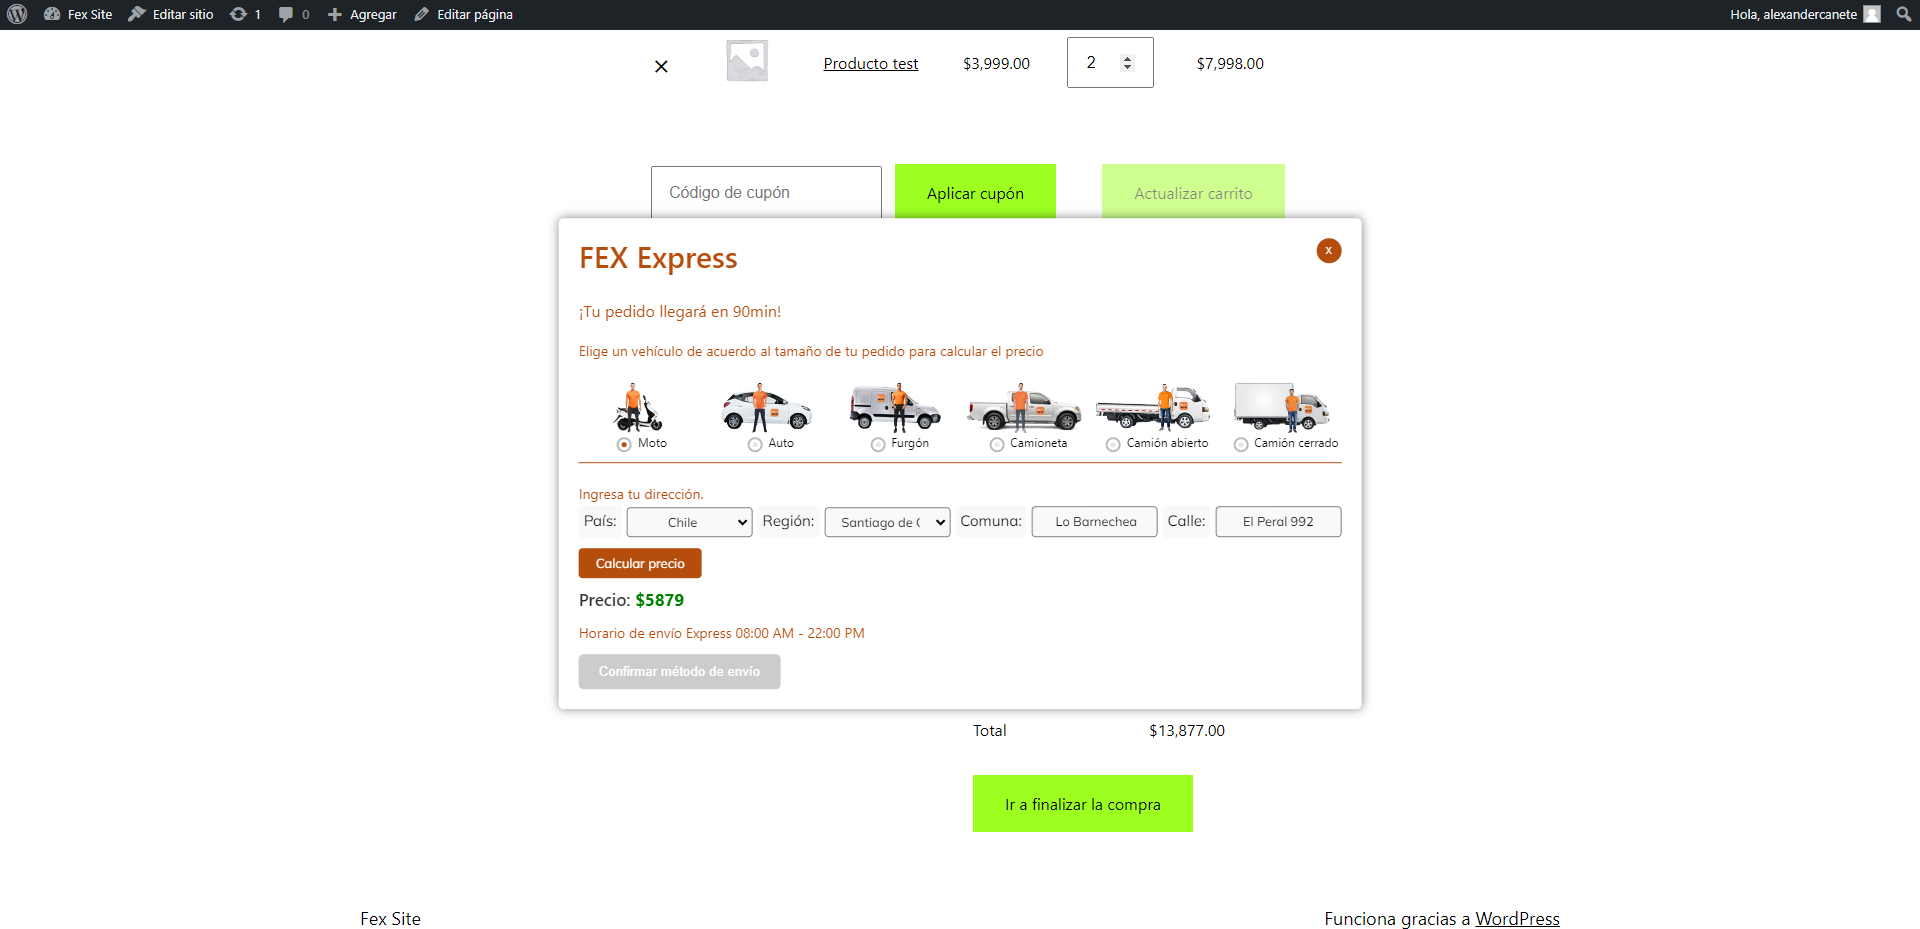 Fex Site Editar sitio 1 0 Agregar Editar página Hola, alexandercanete
× Producto test $3,999.00 2 $7,998.00
Código de cupón Aplicar cupón Actualizar carrito
FEX Express x
¡Tu pedido llegará en 90min!
Elige un vehículo de acuerdo al tamaño de tu pedido para calcular el precio
Moto Auto Furgón Camioneta Camión abierto Camión cerrado
Ingresa tu dirección.
País: Chile Región: Santiago de Comuna: Lo Barnechea Calle: El Peral 992
Calcular precio
Precio: $5879
Horario de envío Express 08:00 AM - 22:00 PM
Confirmar método de envío
Total $13,877.00
Ir a finalizar la compra
Fex Site Funciona gracias a WordPress